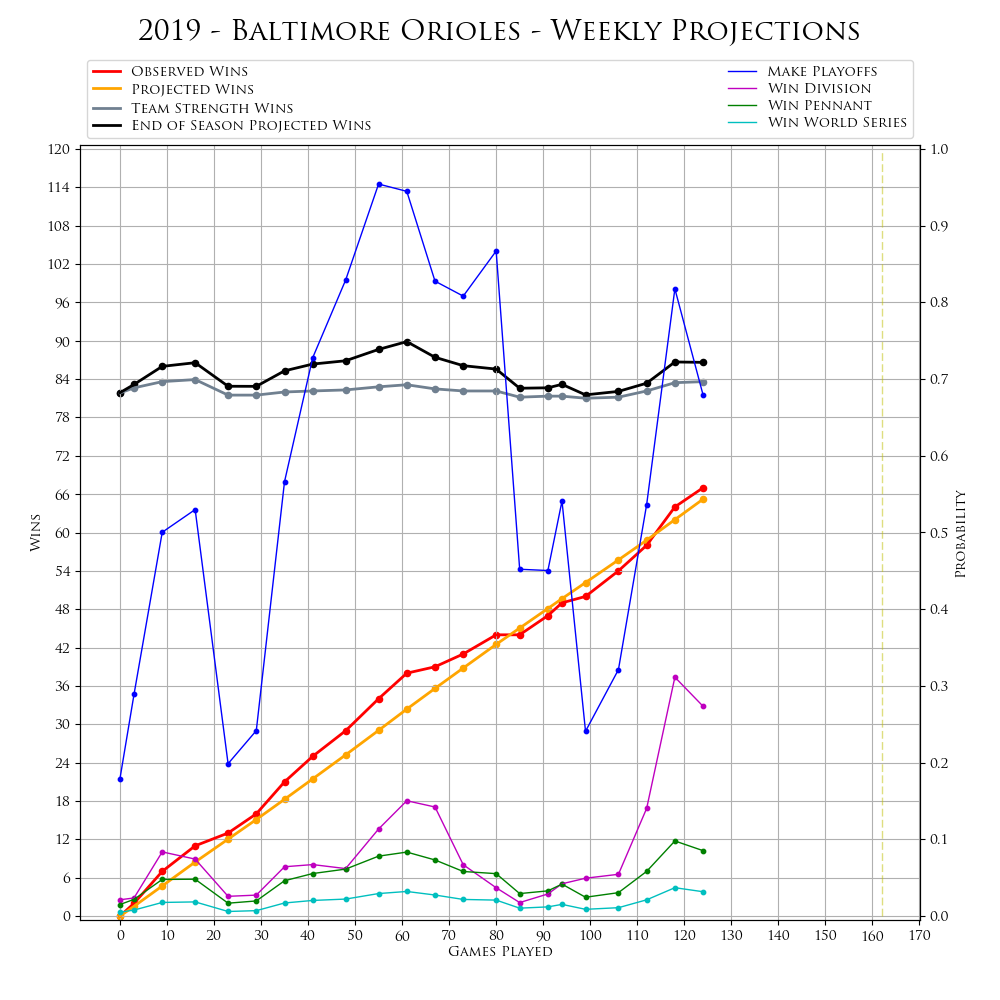 2019 - Baltimore Orioles - Weekly Projections
Observed Wins
Projected Wins
Team Strength Wins
End of Season Projected Wins
Make Playoffs
Win Division
Win Pennant
Win World Series
120
114
108
102
96
90
84
78
72
66
60
54
48
42
36
30
24
18
12
6
0
Wins
1.0
0.9
0.8
0.7
0.6
0.5
0.4
0.3
0.2
0.1
0.0
Probability
0 10 20 30 40 50 60 70 80 90 100 110 120 130 140 150 160 170
Games Played